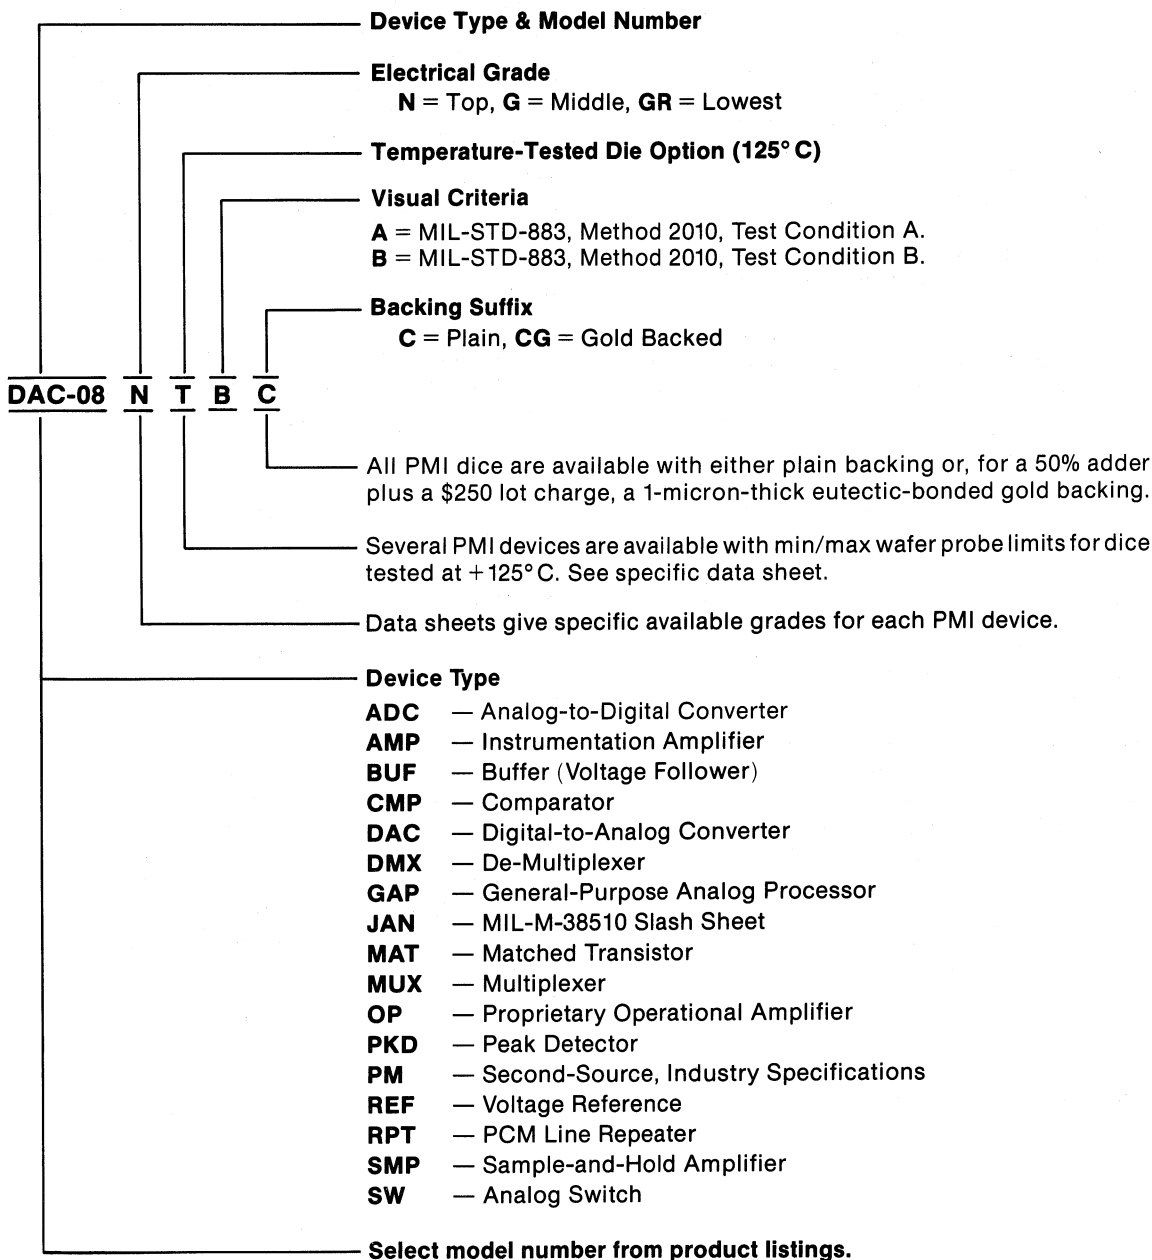 Device Type & Model Number
Electrical Grade
N = Top, G = Middle, GR = Lowest
Temperature-Tested Die Option (125° C)
Visual Criteria
A = MIL-STD-883, Method 2010, Test Condition A.
B = MIL-STD-883, Method 2010, Test Condition B.
Backing Suffix
C = Plain, CG = Gold Backed
DAC-08 N T B C
All PMI dice are available with either plain backing or, for a 50% adder
plus a $250 lot charge, a 1-micron-thick eutectic-bonded gold backing.
Several PMI devices are available with min/max wafer probe limits for dice
tested at +125° C. See specific data sheet.
Data sheets give specific available grades for each PMI device.
Device Type
ADC — Analog-to-Digital Converter
AMP — Instrumentation Amplifier
BUF — Buffer (Voltage Follower)
CMP — Comparator
DAC — Digital-to-Analog Converter
DMX — De-Multiplexer
GAP — General-Purpose Analog Processor
JAN — MIL-M-38510 Slash Sheet
MAT — Matched Transistor
MUX — Multiplexer
OP — Proprietary Operational Amplifier
PKD — Peak Detector
PM — Second-Source, Industry Specifications
REF — Voltage Reference
RPT — PCM Line Repeater
SMP — Sample-and-Hold Amplifier
SW — Analog Switch
Select model number from product listings.